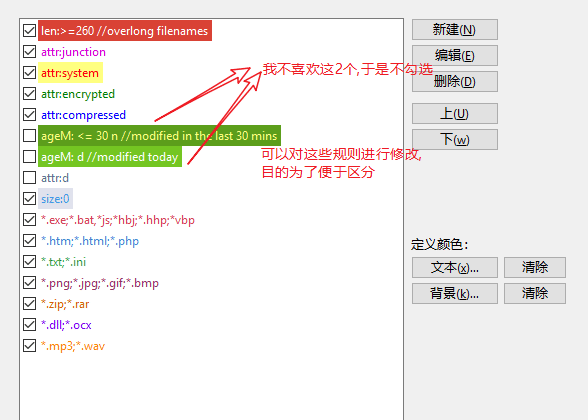 len:>=260 //overlong filenames
attr:junction
attr:system
attr:encrypted
attr:compressed
ageM: <= 30 n //modified in the last 30 mins
ageM: d //modified today
attr:d
size:0
*.exe;*.bat,*js;*hbj;*.hhp;*vbp
*.htm;*.html;*.php
*.txt;*.ini
*.png;*.jpg;*.gif;*.bmp
*.zip;*.rar
*.dll;*.ocx
*.mp3;*.wav
我不喜欢这2个,于是不勾选
可以对这些规则进行修改,
目的为了便于区分
新建(N)
编辑(E)
删除(D)
上(U)
下(w)
定义颜色:
文本(x)... 清除
背景(k)... 清除